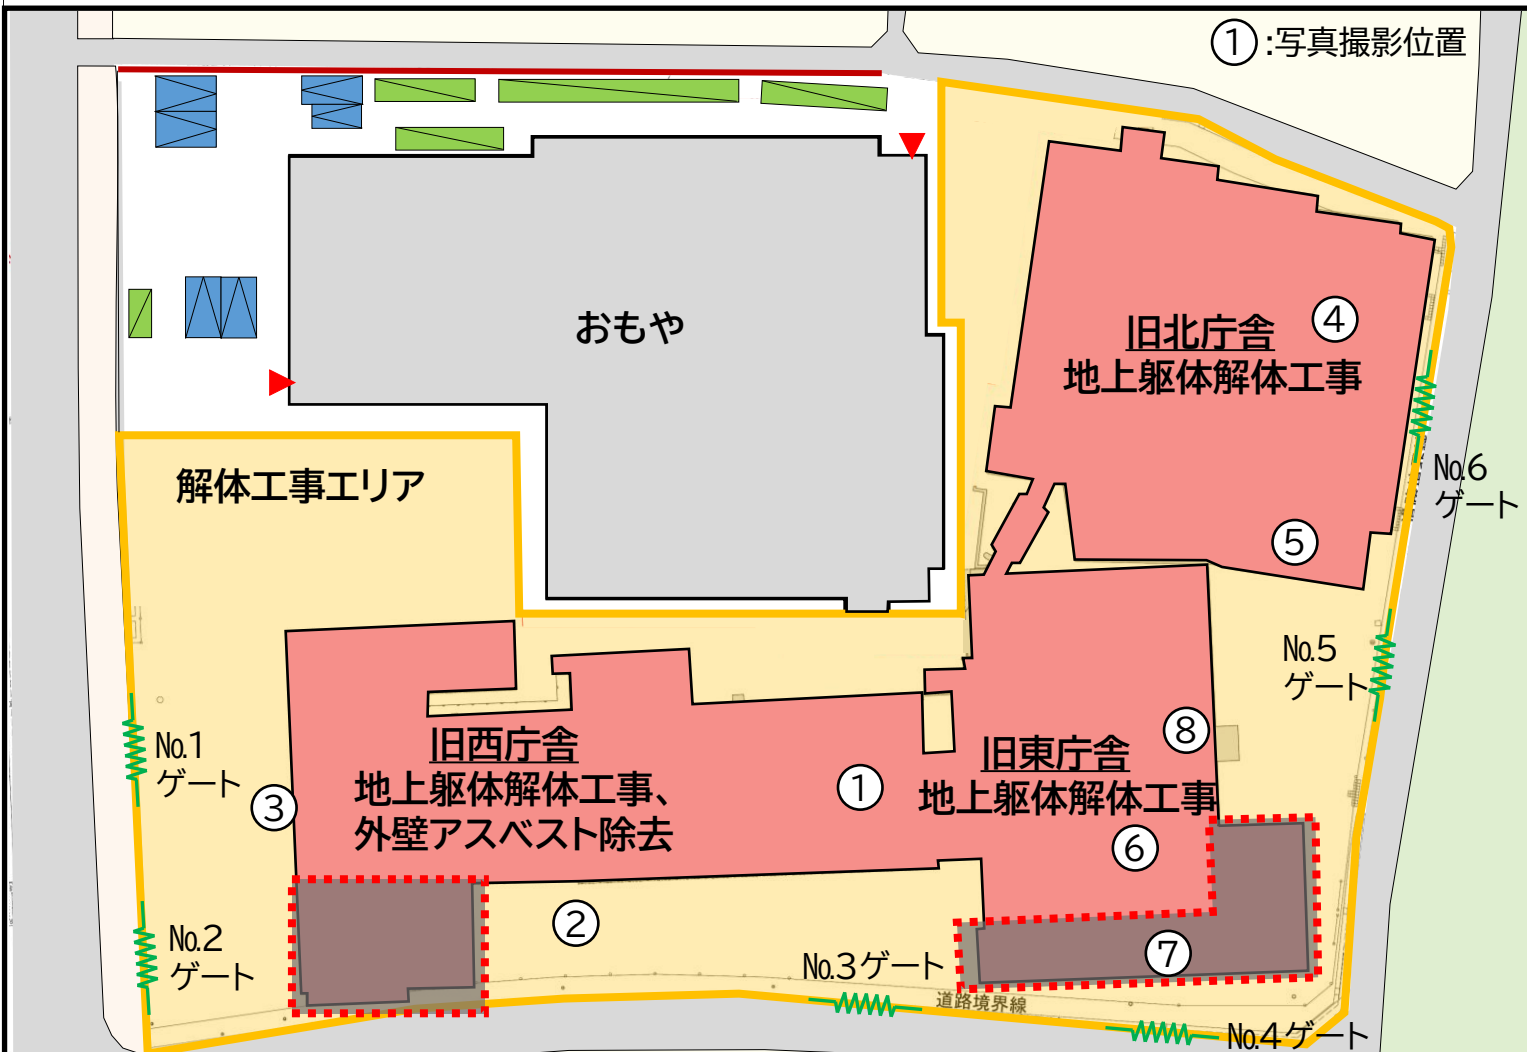 ①:写真撮影位置
おもや
旧北庁舎
④
地上躯体解体工事
解体工事エリア
No.6
ゲート
⑤
No.5
ゲート
No.1
ゲート
③
旧西庁舎
地上躯体解体工事、
外壁アスベスト除去
①
旧東庁舎
⑧
地上躯体解体工事
⑥
②
No.2
ゲート
⑦
No.3ゲート
道路境界線
No.4ゲート